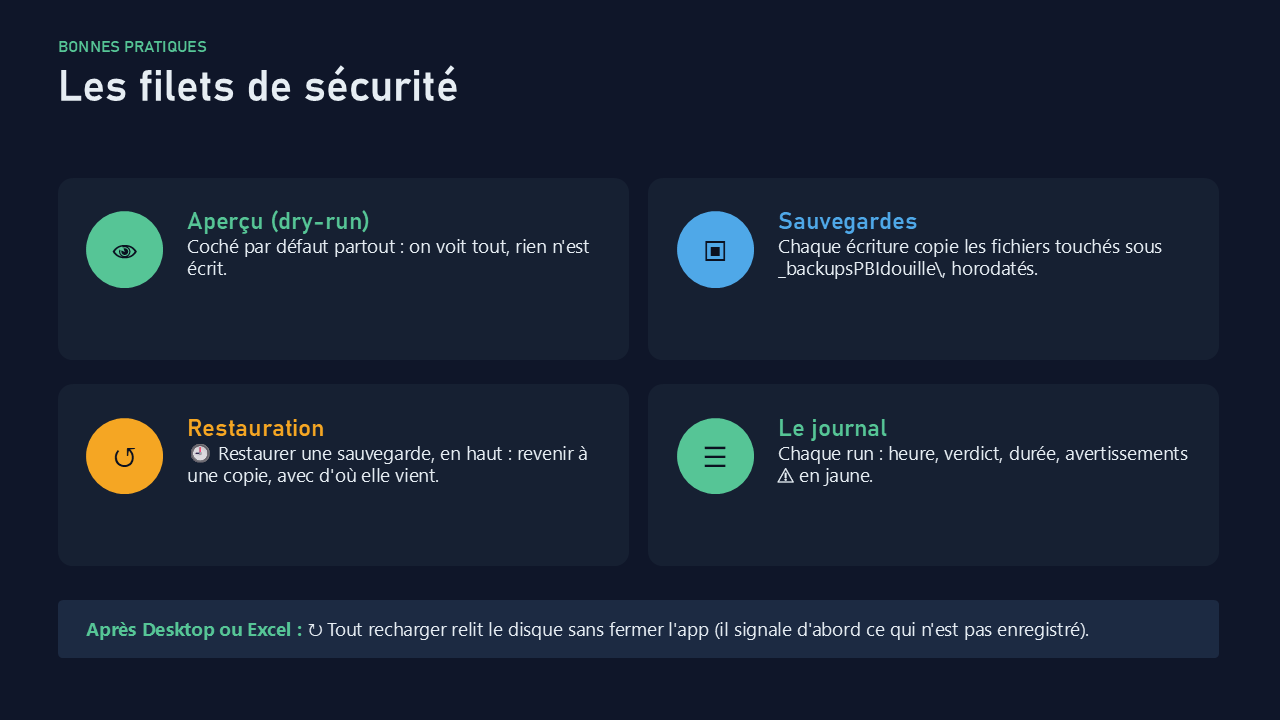 BONNES PRATIQUES
Les filets de sécurité
Aperçu (dry-run)
Coché par défaut partout : on voit tout, rien n'est
écrit.
Sauvegardes
Chaque écriture copie les fichiers touchés sous
_backupsPBIdouille\, horodatés.
Restauration
🕘 Restaurer une sauvegarde, en haut : revenir à
une copie, avec d'où elle vient.
Le journal
Chaque run : heure, verdict, durée, avertissements
⚠ en jaune.
Après Desktop ou Excel : ↻ Tout recharger relit le disque sans fermer l'app (il signale d'abord ce qui n'est pas enregistré).